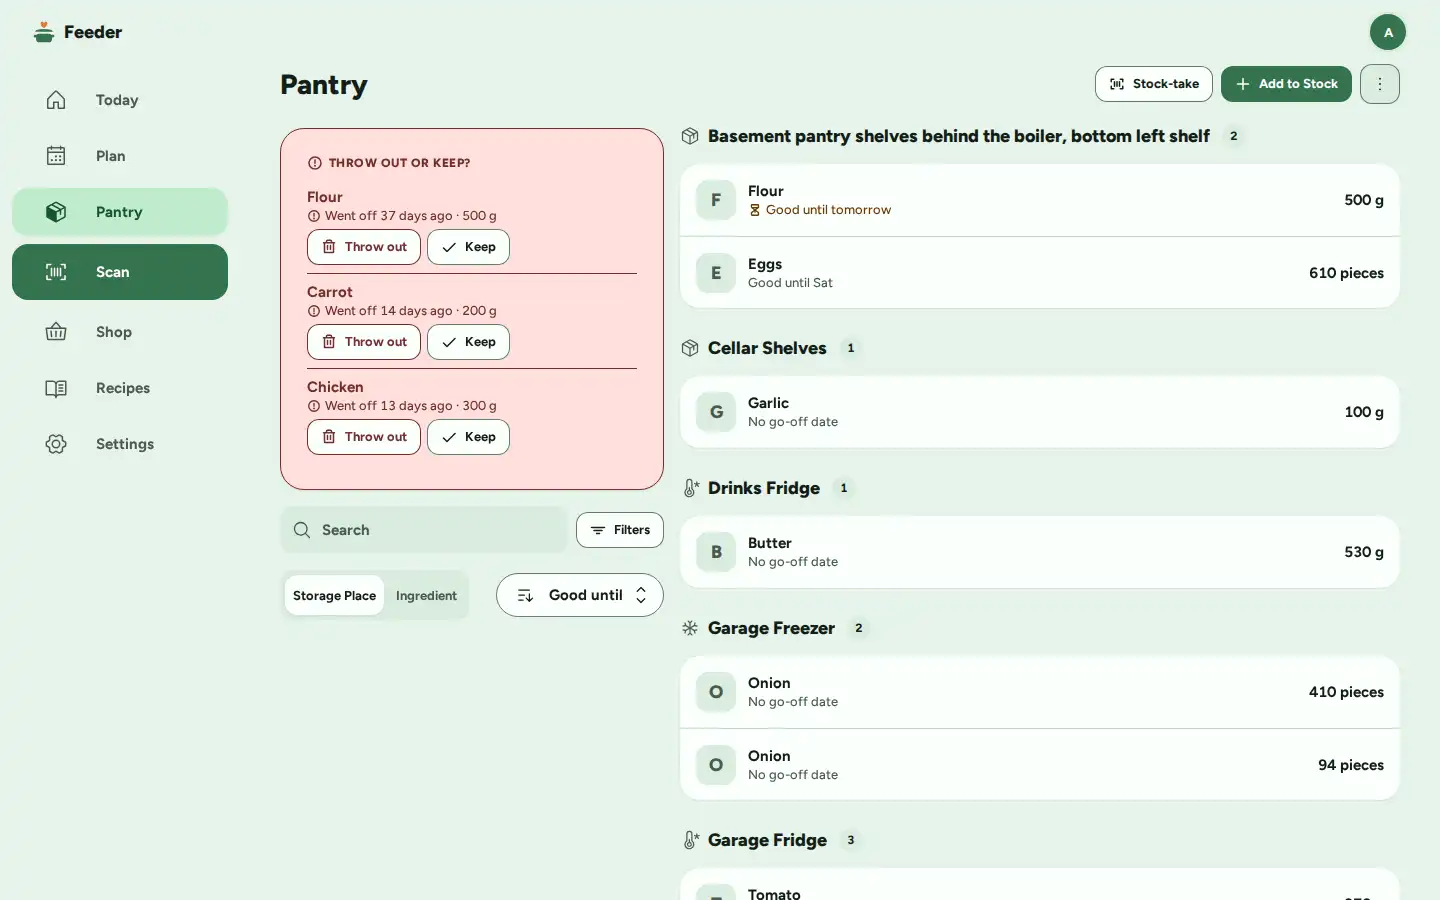 Feeder
A
Today
Plan
Pantry
Scan
Shop
Recipes
Settings
Pantry
Stock-take
Add to Stock
THROW OUT OR KEEP?
Flour
Went off 37 days ago · 500 g
Throw out
Keep
Carrot
Went off 14 days ago · 200 g
Throw out
Keep
Chicken
Went off 13 days ago · 300 g
Throw out
Keep
Search
Filters
Storage Place
Ingredient
Good until
Basement pantry shelves behind the boiler, bottom left shelf 2
F
Flour
Good until tomorrow
500 g
E
Eggs
Good until Sat
610 pieces
Cellar Shelves 1
G
Garlic
No go-off date
100 g
Drinks Fridge 1
B
Butter
No go-off date
530 g
Garage Freezer 2
O
Onion
No go-off date
410 pieces
O
Onion
No go-off date
94 pieces
Garage Fridge 3
Tomato